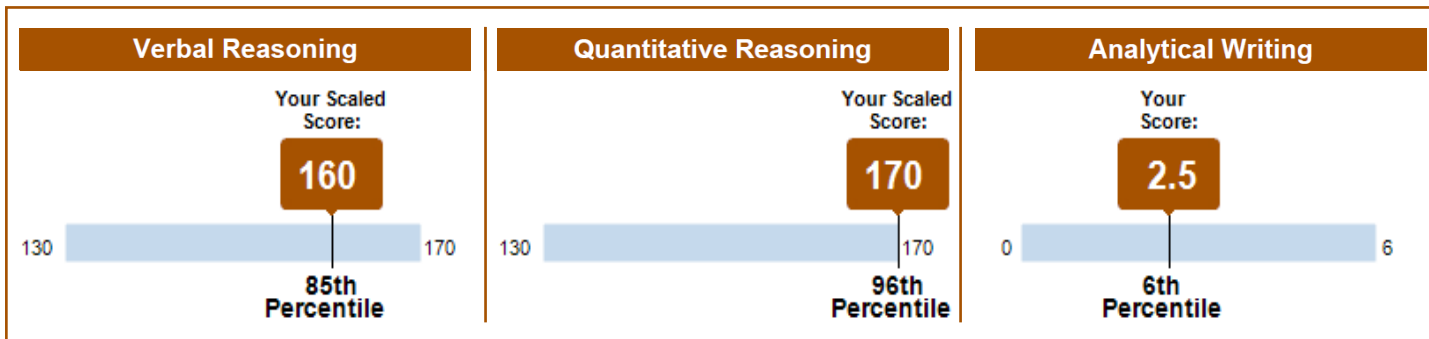 Verbal Reasoning
Your Scaled
Score:
160
130
170
85th
Percentile
Quantitative Reasoning
Your Scaled
Score:
170
130
170
96th
Percentile
Analytical Writing
Your
Score:
2.5
0
6
6th
Percentile